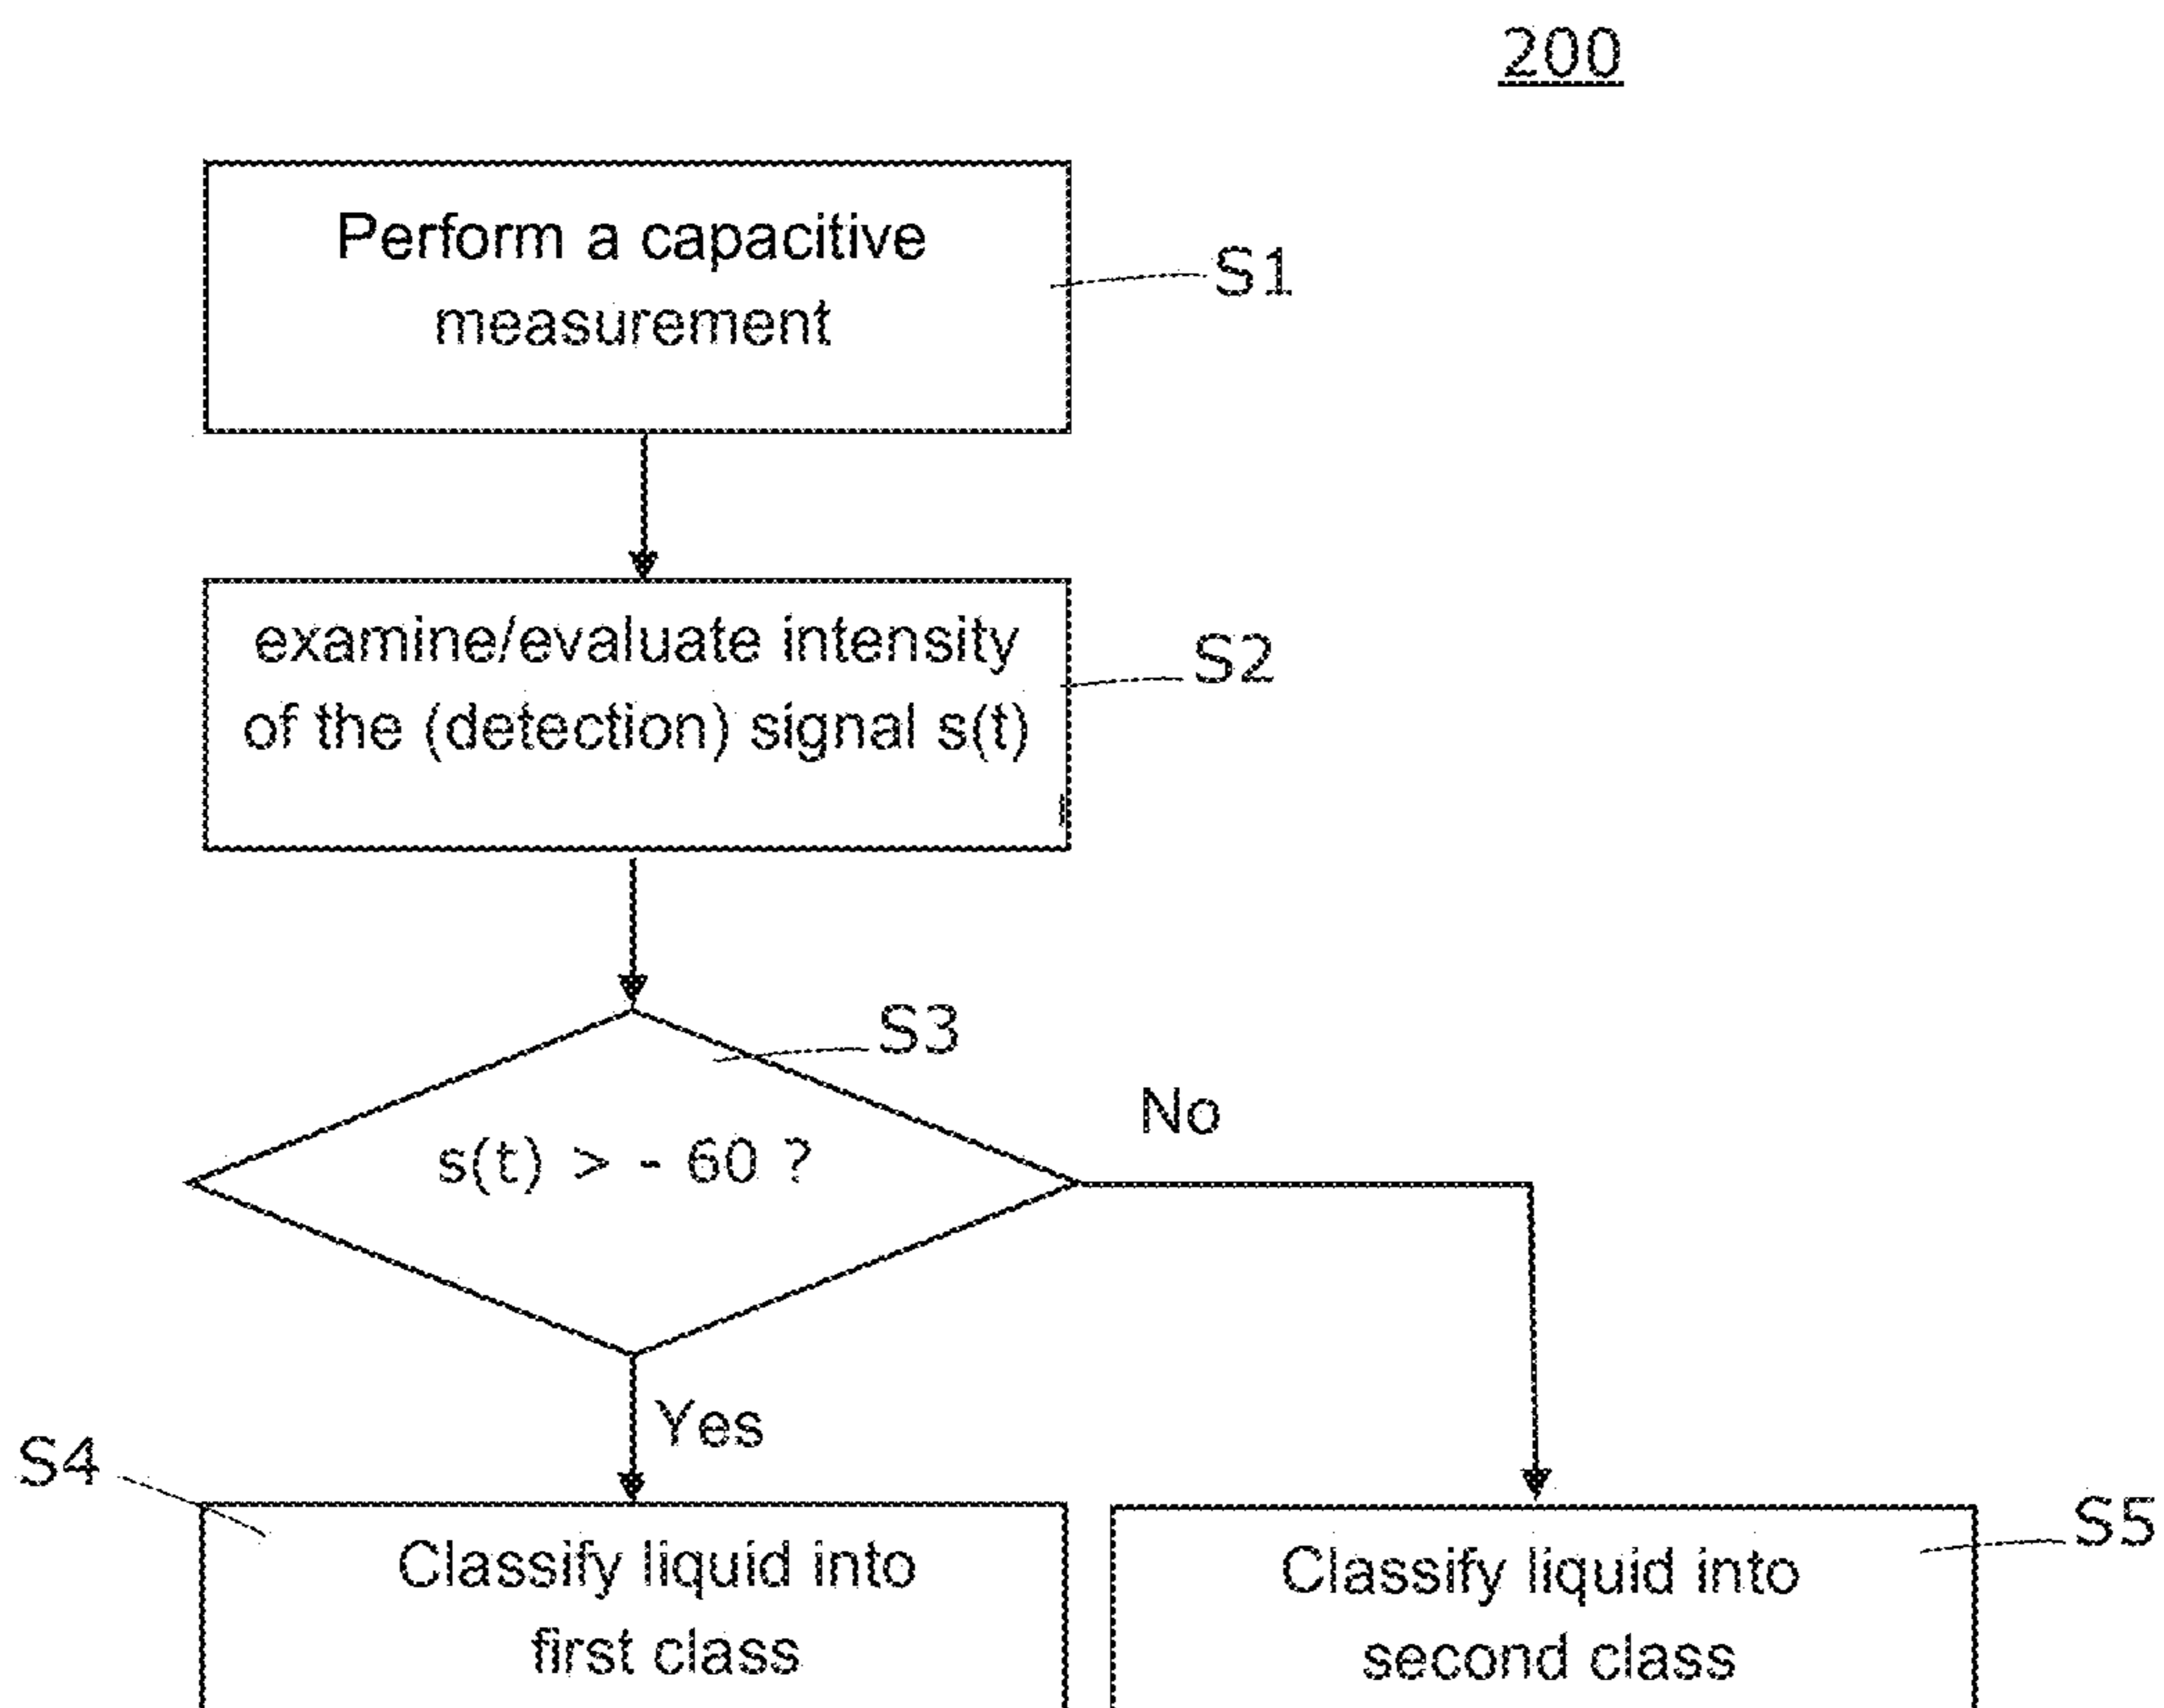 200
Perform a capacitive
measurement
S1
examine/evaluate intensity
of the (detection) signal s(t)
S2
S3
s(t) > - 60 ?
No
Yes
S4
Classify liquid into
first class
S5
Classify liquid into
second class